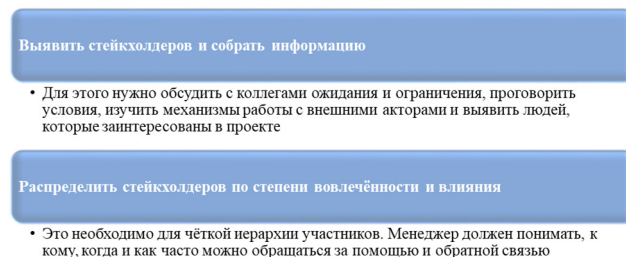 Выявить стейкхолдеров и собрать информацию
• Для этого нужно обсудить с коллегами ожидания и ограничения, проговорить
условия, изучить механизмы работы с внешними акторами и выявить людей,
которые заинтересованы в проекте
Распределить стейкхолдеров по степени вовлечённости и влияния
• Это необходимо для чёткой иерархии участников. Менеджер должен понимать, к
кому, когда и как часто можно обращаться за помощью и обратной связью